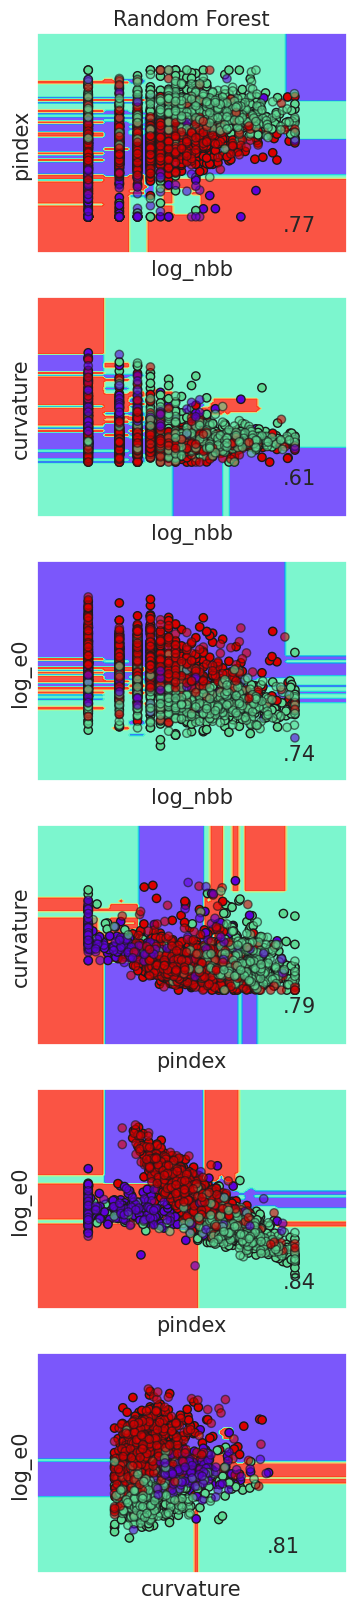 Random Forest
pindex
.77
log_nbb
curvature
.61
log_nbb
log_e0
.74
log_nbb
curvature
.79
pindex
log_e0
.84
pindex
log_e0
.81
curvature